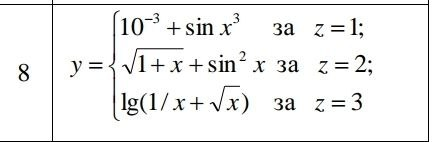 10⁻³ + sin x³ за z = 1;
8 y = { √(1 + x) + sin² x за z = 2;
lg(1/ x + √x) за z = 3